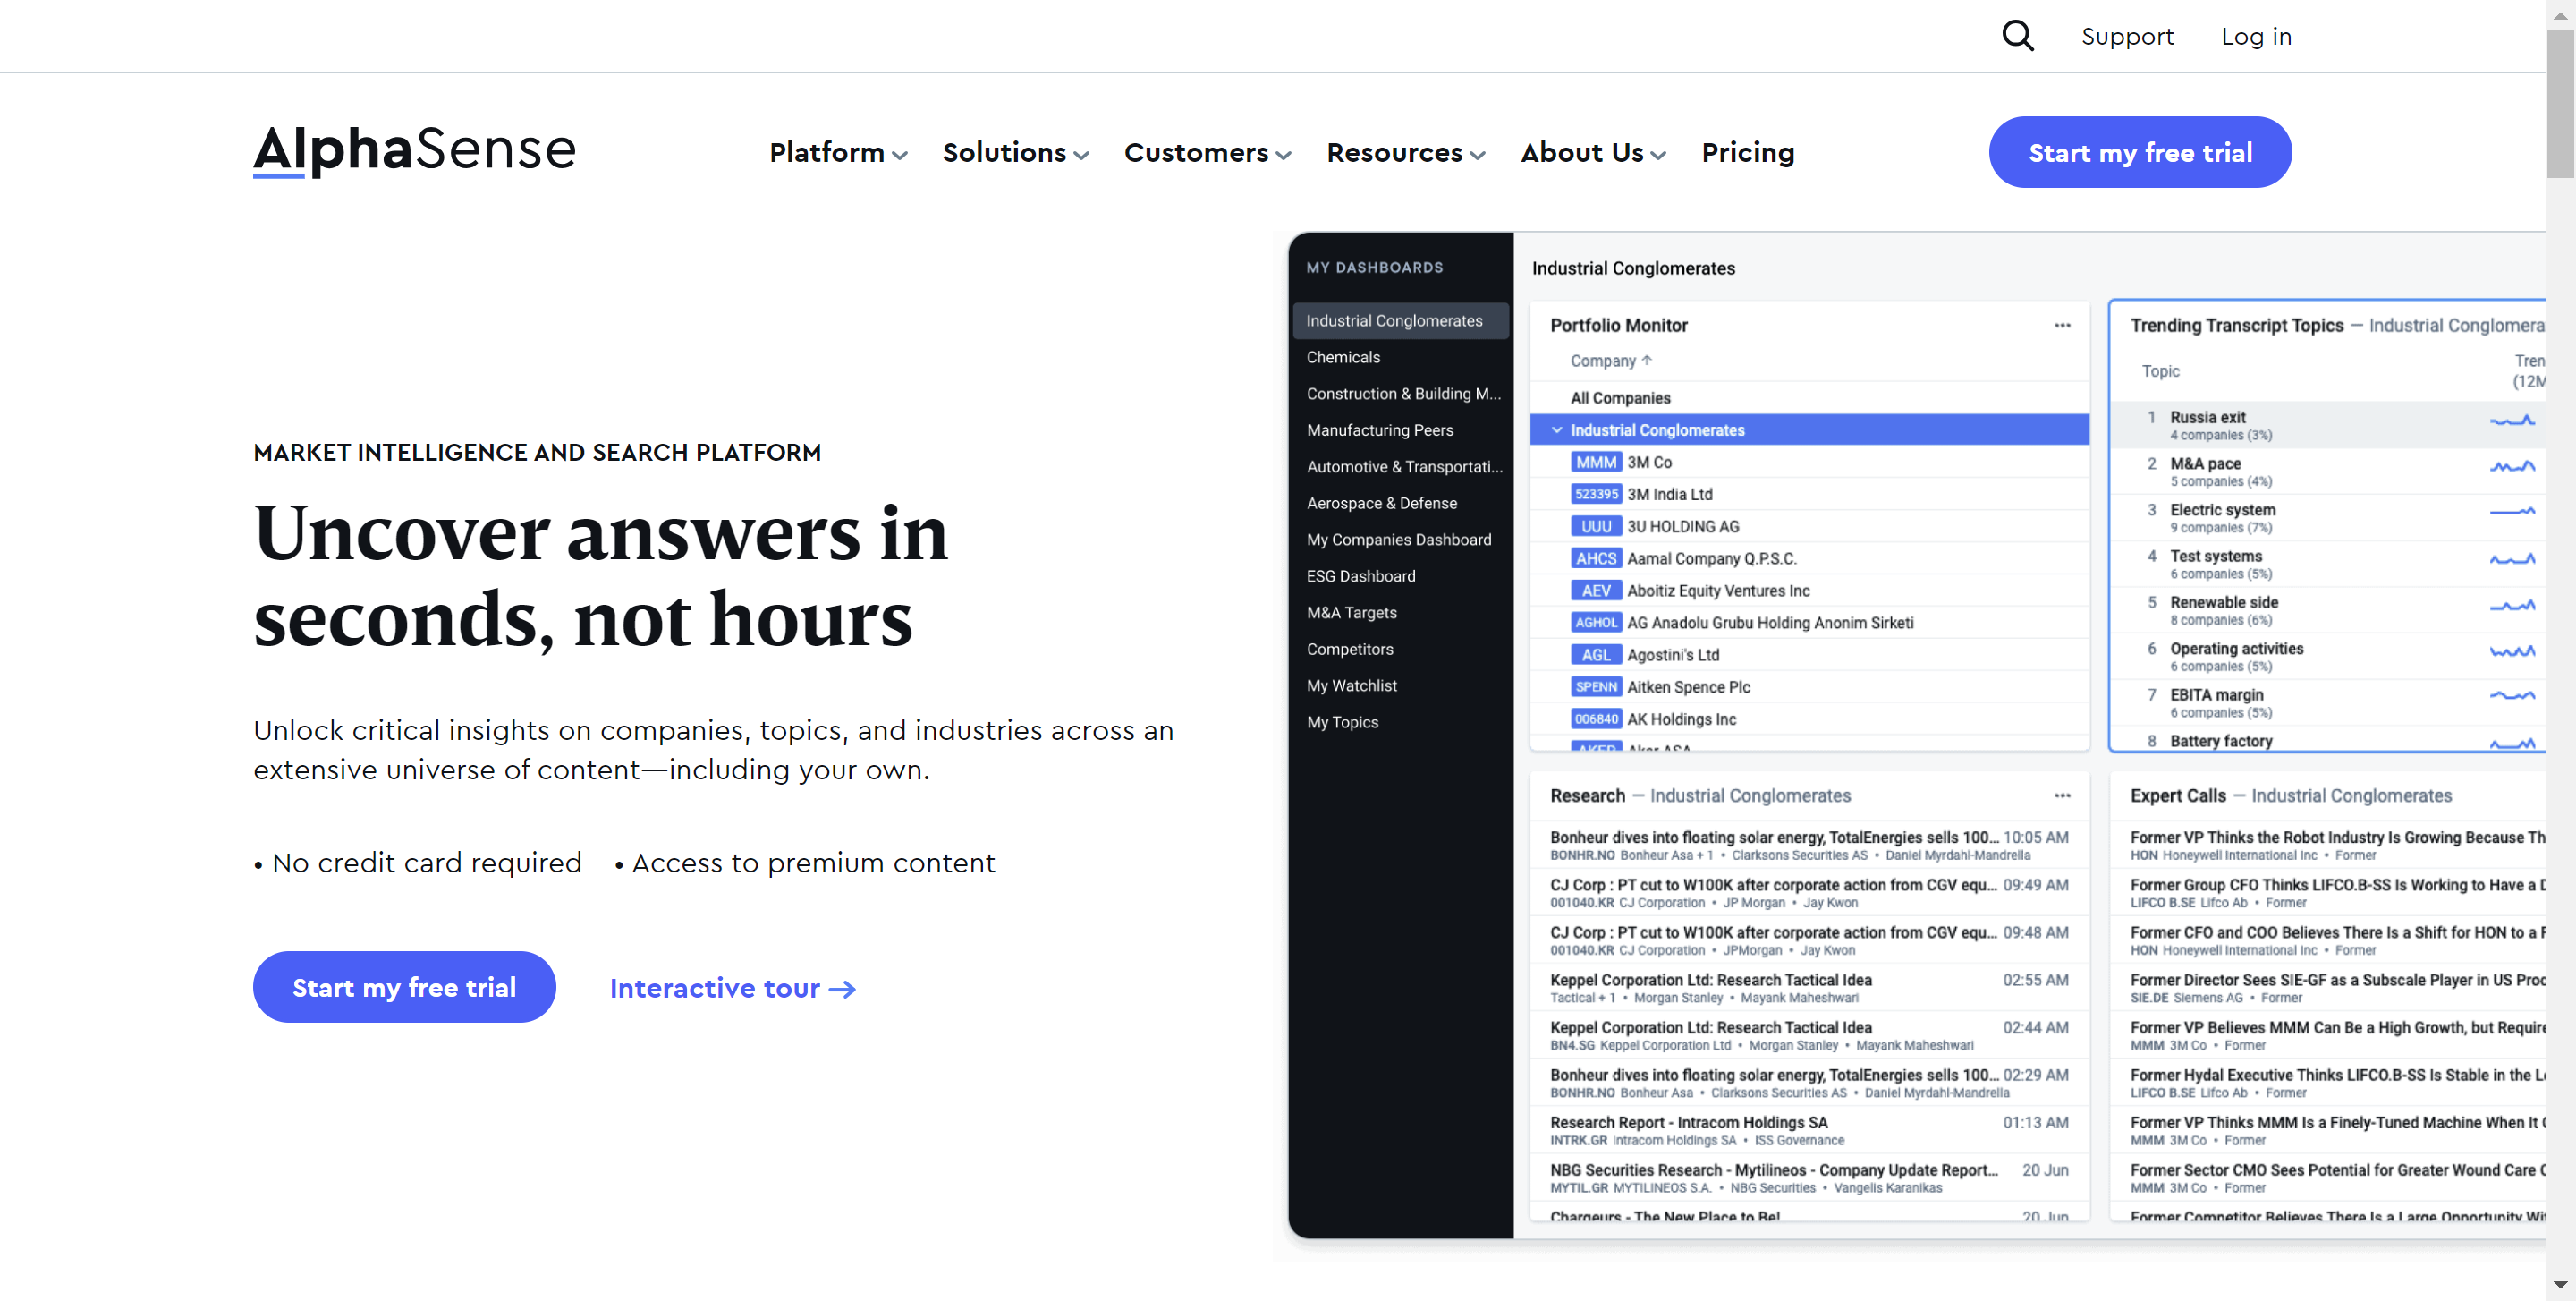 Support Log in
AlphaSense
Platform Solutions Customers Resources About Us Pricing
Start my free trial
MARKET INTELLIGENCE AND SEARCH PLATFORM
Uncover answers in
seconds, not hours
Unlock critical insights on companies, topics, and industries across an
extensive universe of content—including your own.
• No credit card required • Access to premium content
Start my free trial Interactive tour →
MY DASHBOARDS
Industrial Conglomerates
Chemicals
Construction & Building M...
Manufacturing Peers
Automotive & Transportati...
Aerospace & Defense
My Companies Dashboard
ESG Dashboard
M&A Targets
Competitors
My Watchlist
My Topics
Industrial Conglomerates
Portfolio Monitor ...
Company ↑
All Companies
Industrial Conglomerates
MMM 3M Co
523395 3M India Ltd
UUU 3U HOLDING AG
AHCS Aamal Company Q.P.S.C.
AEV Aboitiz Equity Ventures Inc
AGHOL AG Anadolu Grubu Holding Anonim Sirketi
AGL Agostini's Ltd
SPENN Aitken Spence Plc
006840 AK Holdings Inc
AKER Aker ASA
Trending Transcript Topics — Industrial Conglomera
Topic Tren
(12M
1 Russia exit
4 companies (3%)
2 M&A pace
5 companies (4%)
3 Electric system
9 companies (7%)
4 Test systems
6 companies (5%)
5 Renewable side
8 companies (6%)
6 Operating activities
6 companies (5%)
7 EBITA margin
6 companies (5%)
8 Battery factory
Research — Industrial Conglomerates ...
Bonheur dives into floating solar energy, TotalEnergies sells 100... 10:05 AM
BONHR.NO Bonheur Asa + 1 • Clarksons Securities AS • Daniel Myrdahl-Mandrella
CJ Corp : PT cut to W100K after corporate action from CGV equ... 09:49 AM
001040.KR CJ Corporation • JP Morgan • Jay Kwon
CJ Corp : PT cut to W100K after corporate action from CGV equ... 09:48 AM
001040.KR CJ Corporation • JPMorgan • Jay Kwon
Keppel Corporation Ltd: Research Tactical Idea 02:55 AM
Tactical + 1 • Morgan Stanley • Mayank Maheshwari
Keppel Corporation Ltd: Research Tactical Idea 02:44 AM
BN4.SG Keppel Corporation Ltd • Morgan Stanley • Mayank Maheshwari
Bonheur dives into floating solar energy, TotalEnergies sells 100... 02:29 AM
BONHR.NO Bonheur Asa • Clarksons Securities AS • Daniel Myrdahl-Mandrella
Research Report - Intracom Holdings SA 01:13 AM
INTRK.GR Intracom Holdings SA • ISS Governance
NBG Securities Research - Mytilineos - Company Update Report... 20 Jun
MYTIL.GR MYTILINEOS S.A. • NBG Securities • Vangelis Karanikas
Chargeurs - The New Place to Be! 20 Jun
Expert Calls — Industrial Conglomerates
Former VP Thinks the Robot Industry Is Growing Because Th
HON Honeywell International Inc • Former
Former Group CFO Thinks LIFCO.B-SS Is Working to Have a D
LIFCO B.SE Lifco Ab • Former
Former CFO and COO Believes There Is a Shift for HON to a F
HON Honeywell International Inc • Former
Former Director Sees SIE-GF as a Subscale Player in US Proc
SIE.DE Siemens AG • Former
Former VP Believes MMM Can Be a High Growth, but Require
MMM 3M Co • Former
Former Hydal Executive Thinks LIFCO.B-SS Is Stable in the L
LIFCO B.SE Lifco Ab • Former
Former VP Thinks MMM Is a Finely-Tuned Machine When It
MMM 3M Co • Former
Former Sector CMO Sees Potential for Greater Wound Care
MMM 3M Co • Former
Former Competitor Believes There Is a Large Opportunity Wi